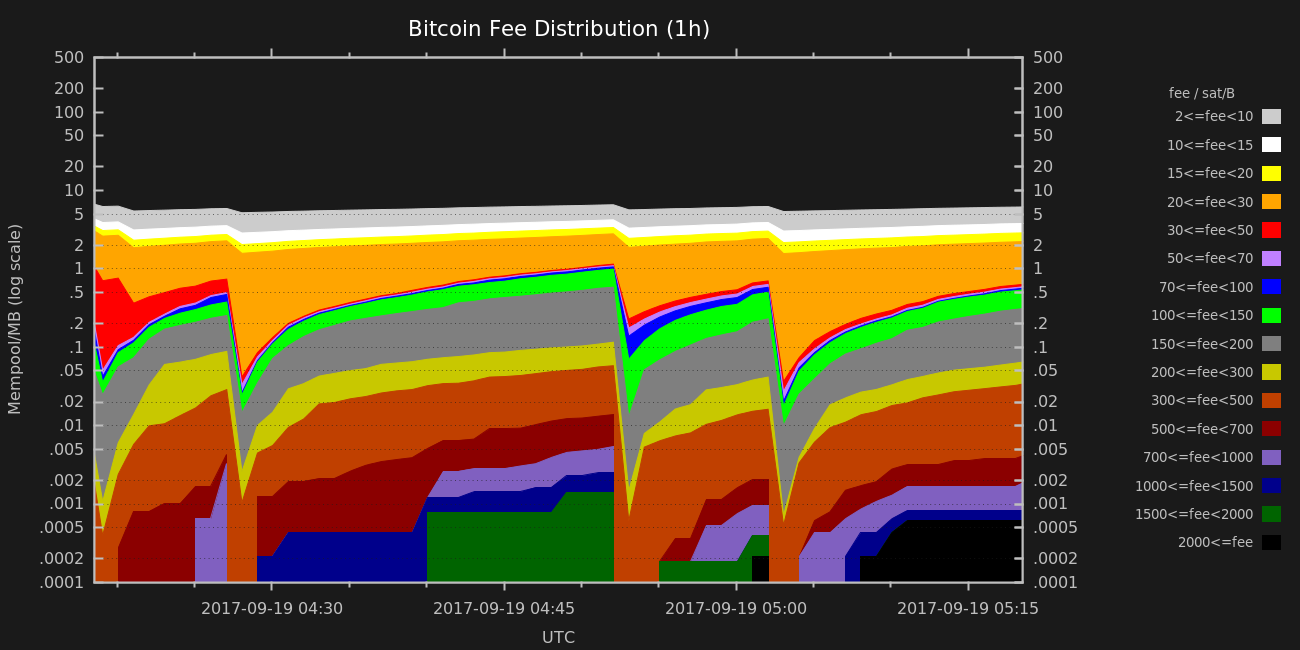 Bitcoin Fee Distribution (1h)
Mempool/MB (log scale)
500
200
100
50
20
10
5
2
1
.5
.2
.1
.05
.02
.01
.005
.002
.001
.0005
.0002
.0001
500
200
100
50
20
10
5
2
1
.5
.2
.1
.05
.02
.01
.005
.002
.001
.0005
.0002
.0001
2017-09-19 04:30
2017-09-19 04:45
2017-09-19 05:00
2017-09-19 05:15
UTC
fee / sat/B
2<=fee<10
10<=fee<15
15<=fee<20
20<=fee<30
30<=fee<50
50<=fee<70
70<=fee<100
100<=fee<150
150<=fee<200
200<=fee<300
300<=fee<500
500<=fee<700
700<=fee<1000
1000<=fee<1500
1500<=fee<2000
2000<=fee